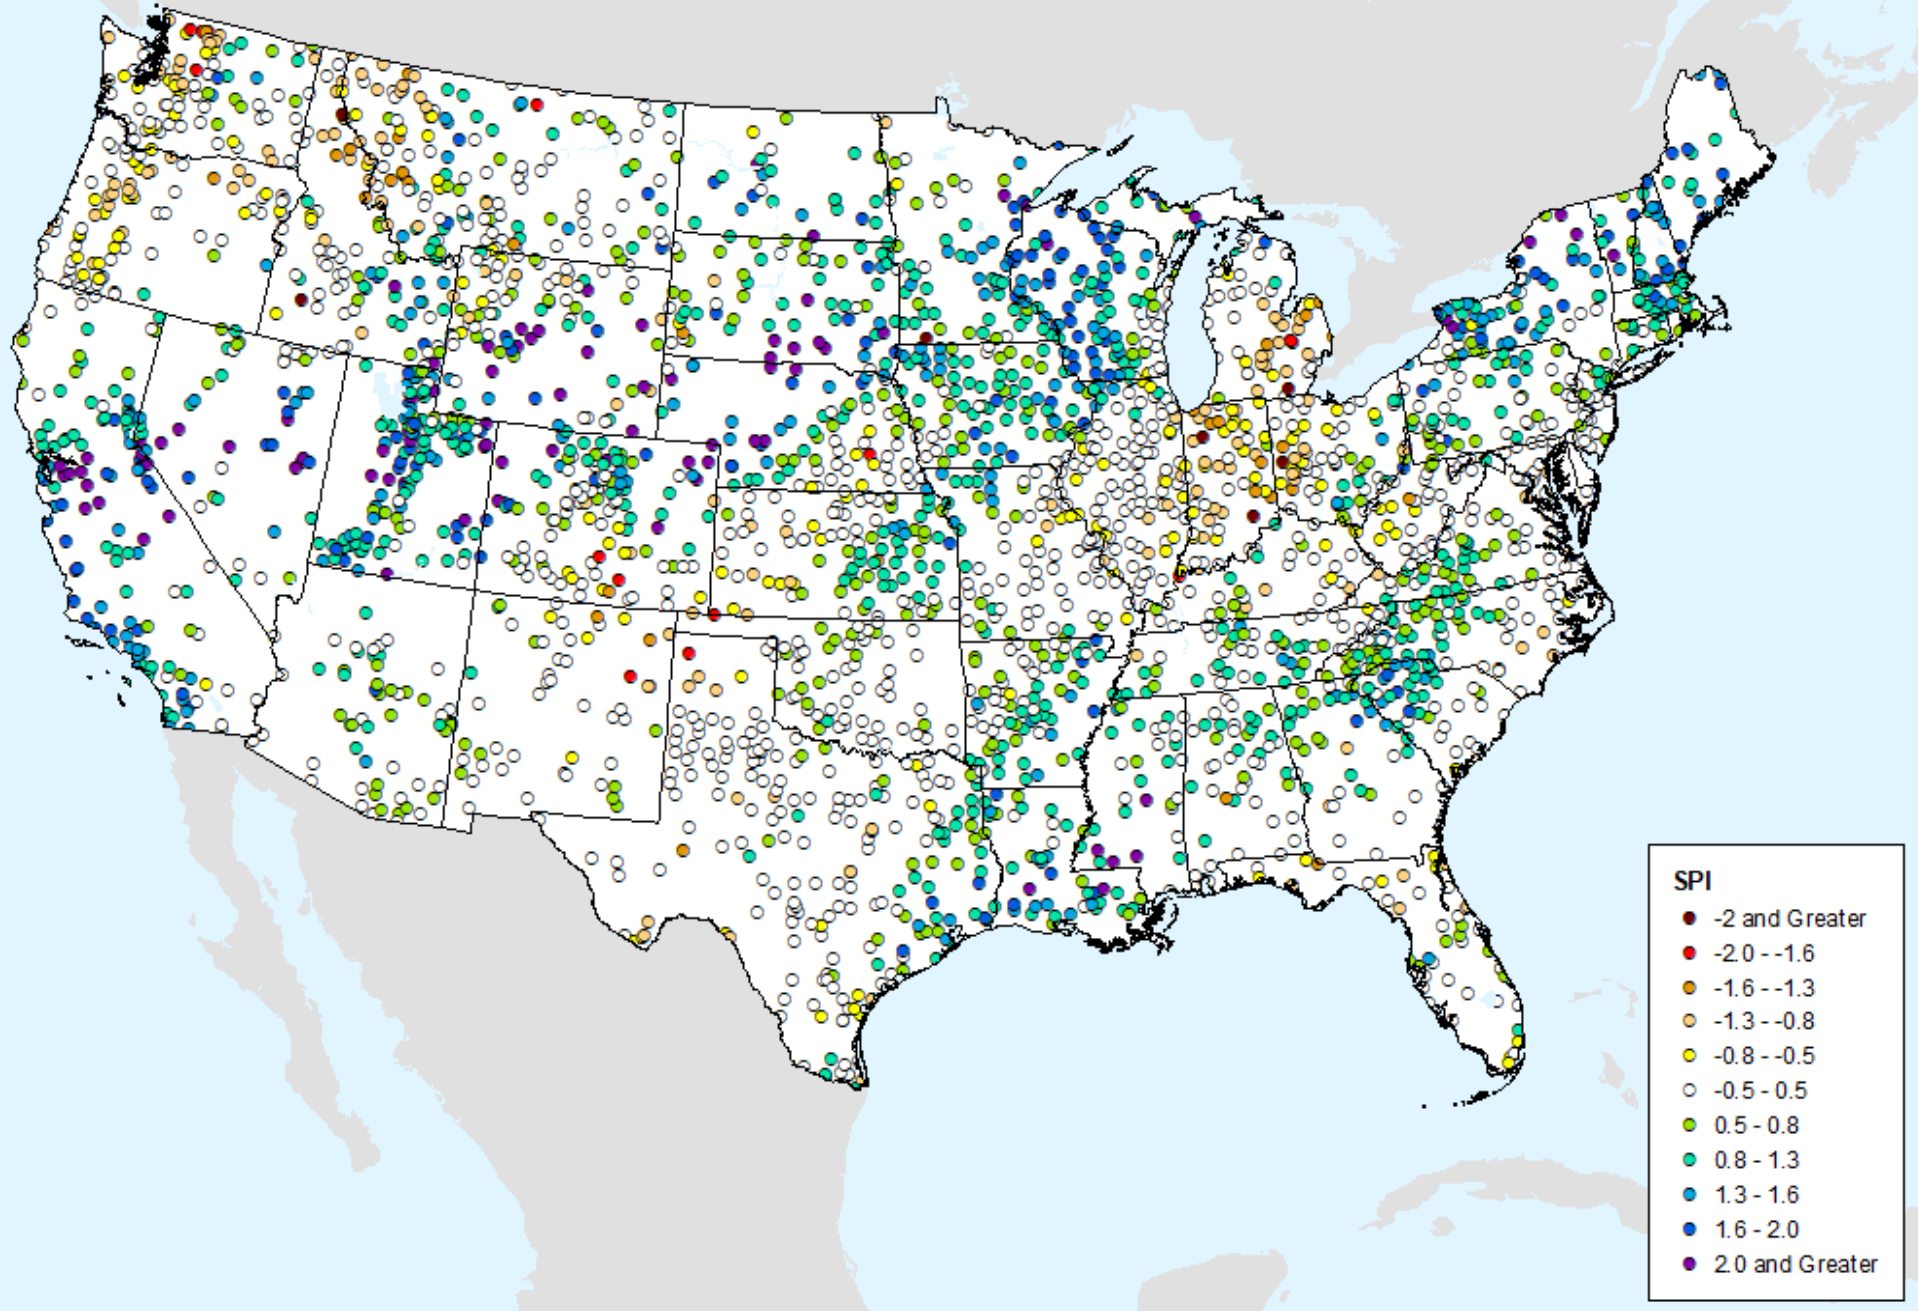 SPI
-2 and Greater
-2.0 - -1.6
-1.6 - -1.3
-1.3 - -0.8
-0.8 - -0.5
-0.5 - 0.5
0.5 - 0.8
0.8 - 1.3
1.3 - 1.6
1.6 - 2.0
2.0 and Greater